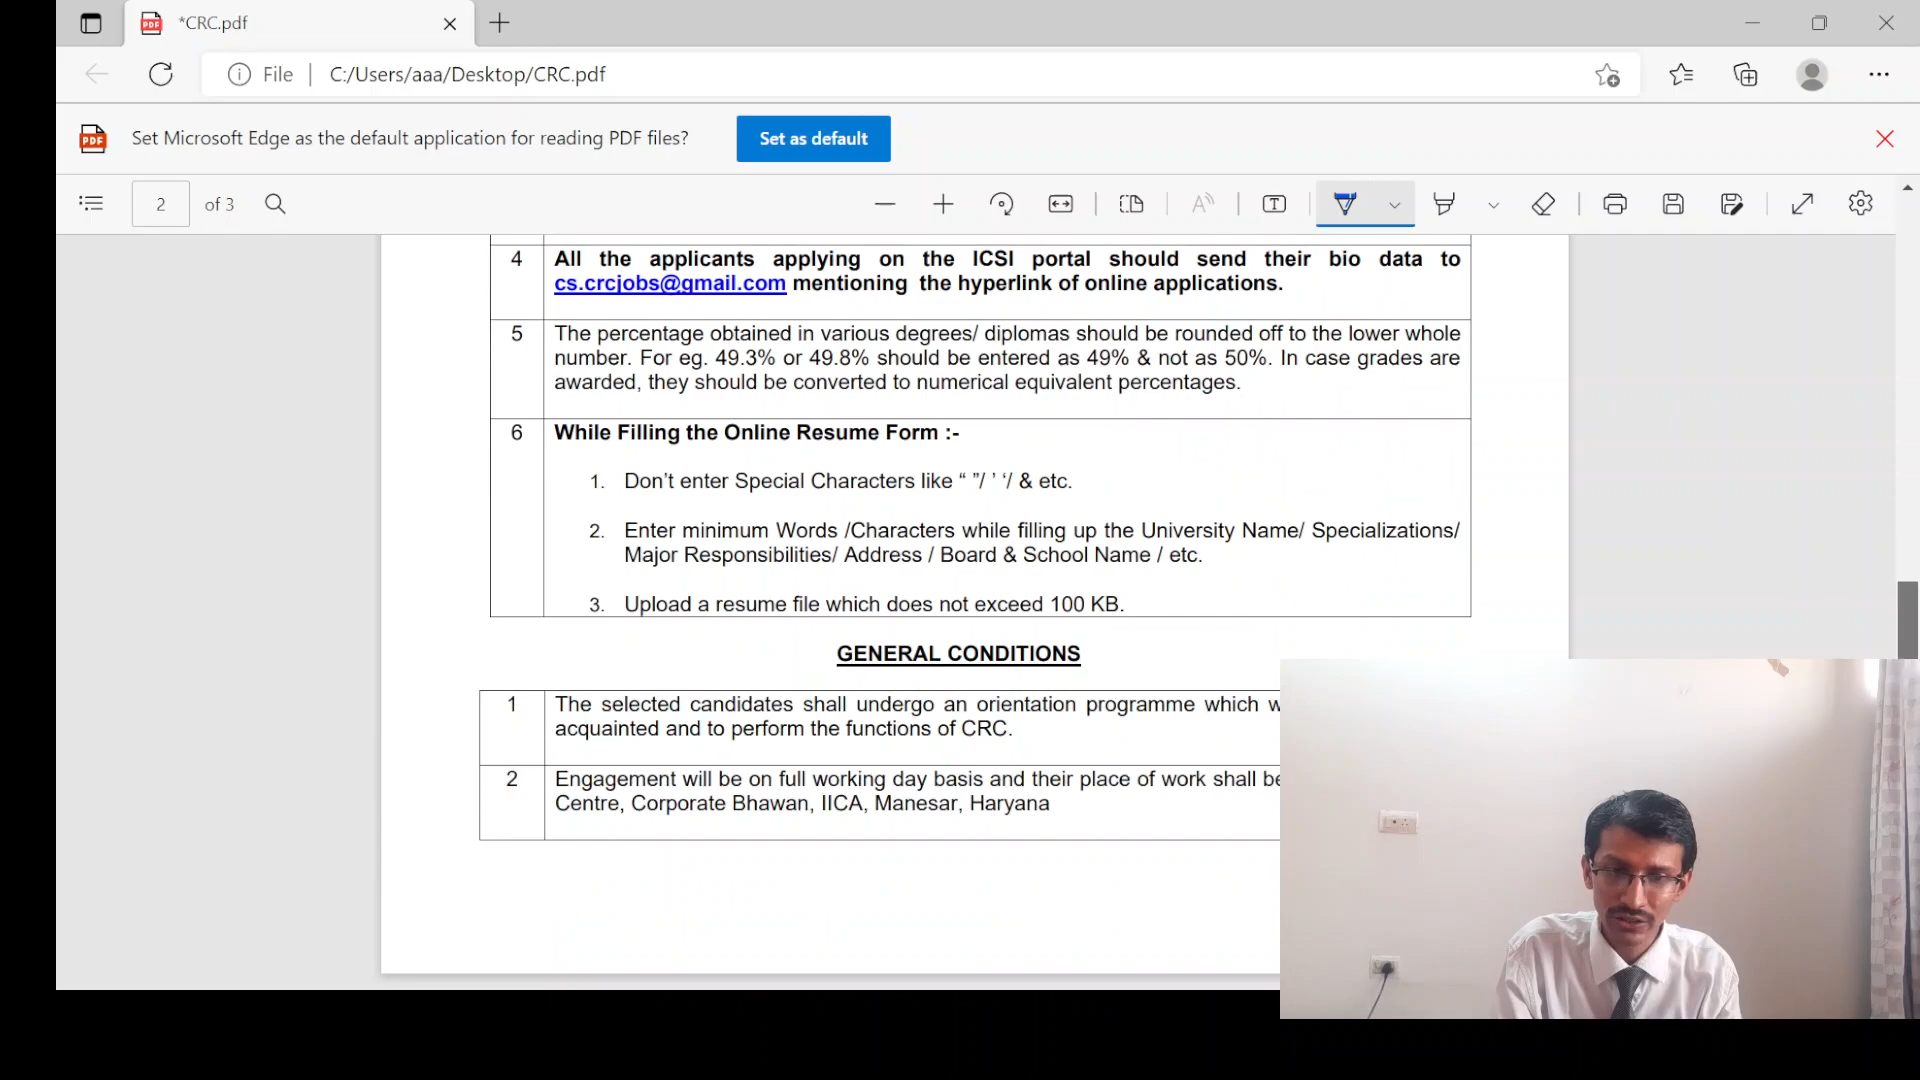 *CRC.pdf
File
C:/Users/aaa/Desktop/CRC.pdf
PDF
Set Microsoft Edge as the default application for reading PDF files?
Set as default
2
of 3
4
All the applicants applying on the ICSI portal should send their bio data to
cs.crcjobs@gmail.com mentioning the hyperlink of online applications.
5
The percentage obtained in various degrees/ diplomas should be rounded off to the lower whole
number. For eg. 49.3% or 49.8% should be entered as 49% & not as 50%. In case grades are
awarded, they should be converted to numerical equivalent percentages.
6
While Filling the Online Resume Form :-
1. Don’t enter Special Characters like “ ”/ ’ ‘/ & etc.
2. Enter minimum Words /Characters while filling up the University Name/ Specializations/
Major Responsibilities/ Address / Board & School Name / etc.
3. Upload a resume file which does not exceed 100 KB.
GENERAL CONDITIONS
1
The selected candidates shall undergo an orientation programme which
acquainted and to perform the functions of CRC.
2
Engagement will be on full working day basis and their place of work shall be
Centre, Corporate Bhawan, IICA, Manesar, Haryana